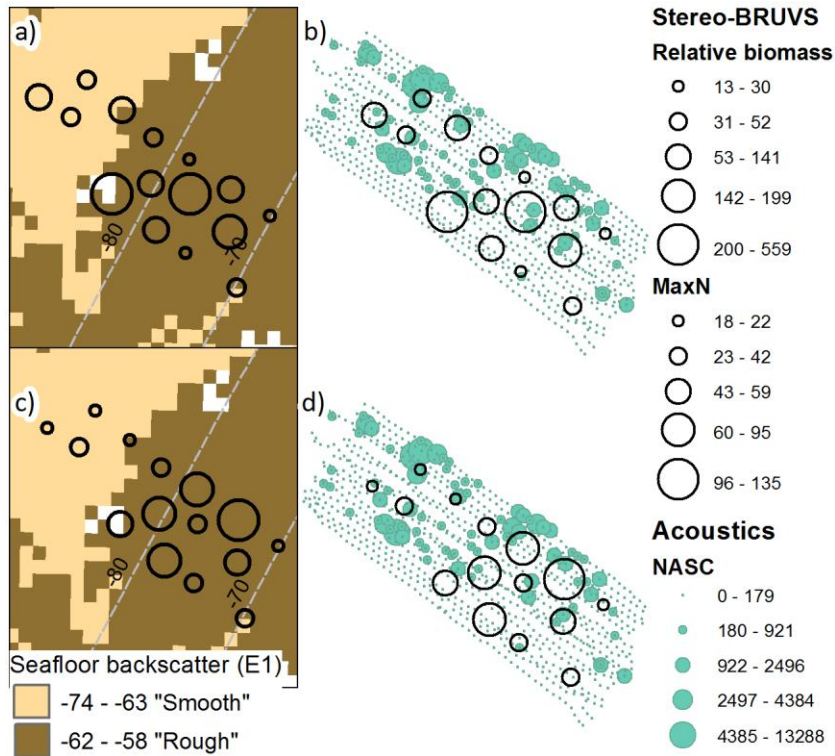 a)
-80
-70
b)
c)
-80
-70
d)
Seafloor backscatter (E1)
-74 - -63 "Smooth"
-62 - -58 "Rough"
Stereo-BRUVS
Relative biomass
13 - 30
31 - 52
53 - 141
142 - 199
200 - 559
MaxN
18 - 22
23 - 42
43 - 59
60 - 95
96 - 135
Acoustics
NASC
0 - 179
180 - 921
922 - 2496
2497 - 4384
4385 - 13288